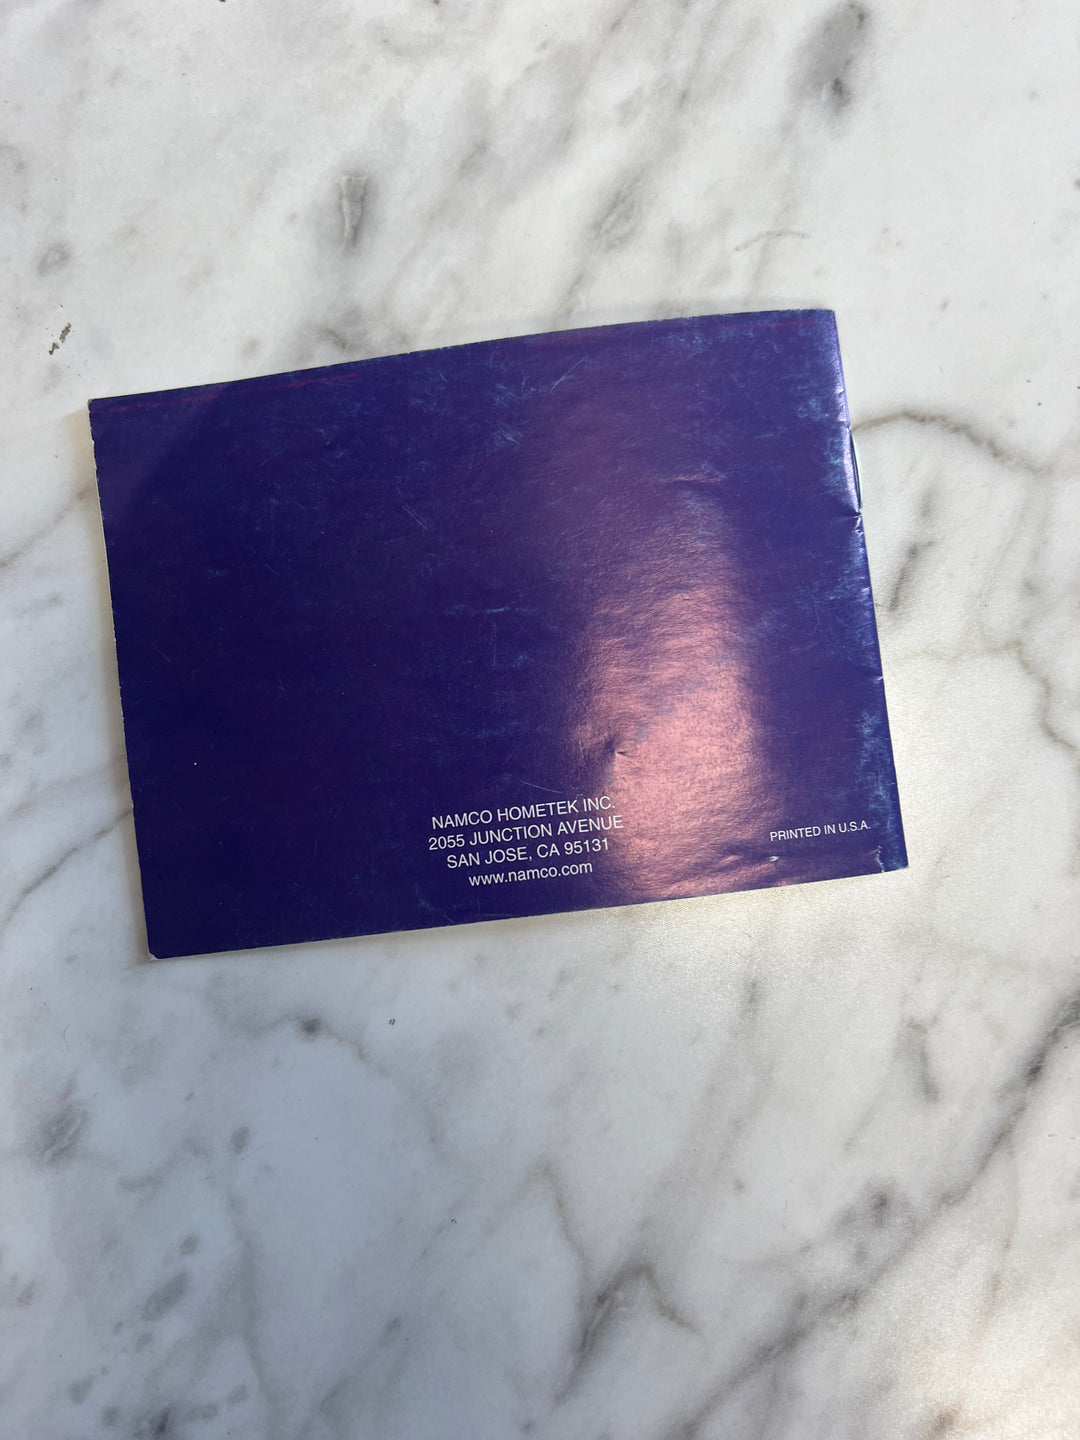 NAMCO HOMETEK INC.
2055 JUNCTION AVENUE
SAN JOSE, CA 95131
www.namco.com
PRINTED IN U.S.A.